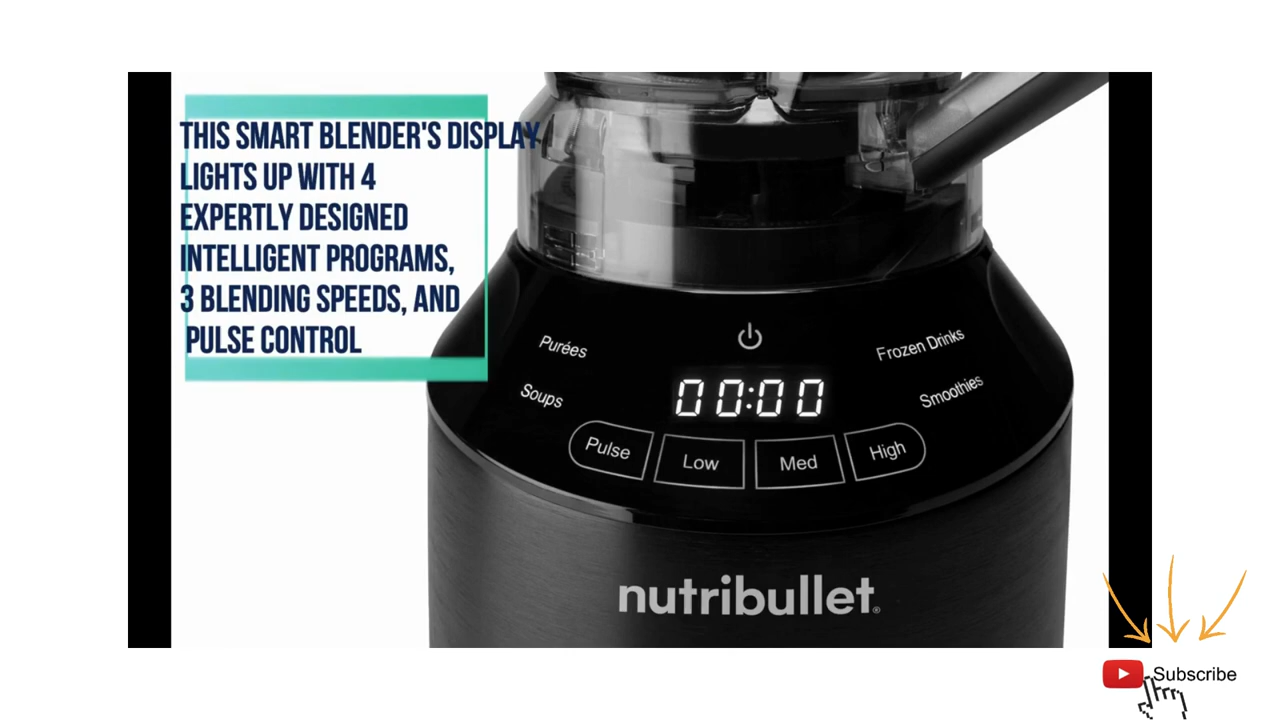 THIS SMART BLENDER'S DISPLAY
LIGHTS UP WITH 4
EXPERTLY DESIGNED
INTELLIGENT PROGRAMS,
3 BLENDING SPEEDS, AND
PULSE CONTROL
Purées
Frozen Drinks
Soups
00:00
Smoothies
Pulse
Low
Med
High
nutribullet®
Subscribe